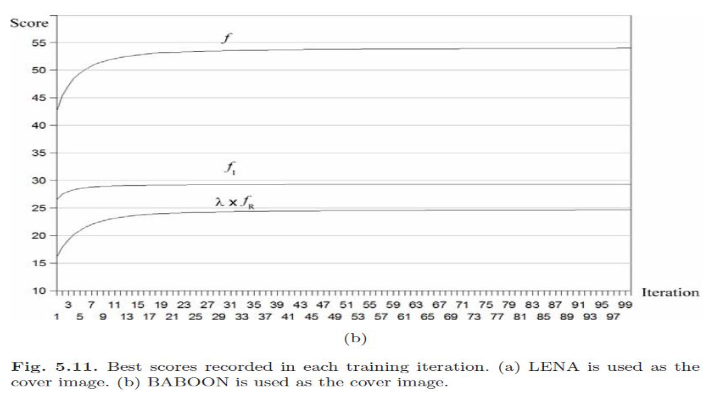 Score
f
55
50
45
40
35
f_I
30
λ × f_R
25
20
15
10
Iteration
3 7 11 15 19 23 27 31 35 39 43 47 51 55 59 63 67 71 75 79 83 87 91 95 99
1 5 9 13 17 21 25 29 33 37 41 45 49 53 57 61 65 69 73 77 81 85 89 93 97
(b)
Fig. 5.11. Best scores recorded in each training iteration. (a) LENA is used as the
cover image. (b) BABOON is used as the cover image.